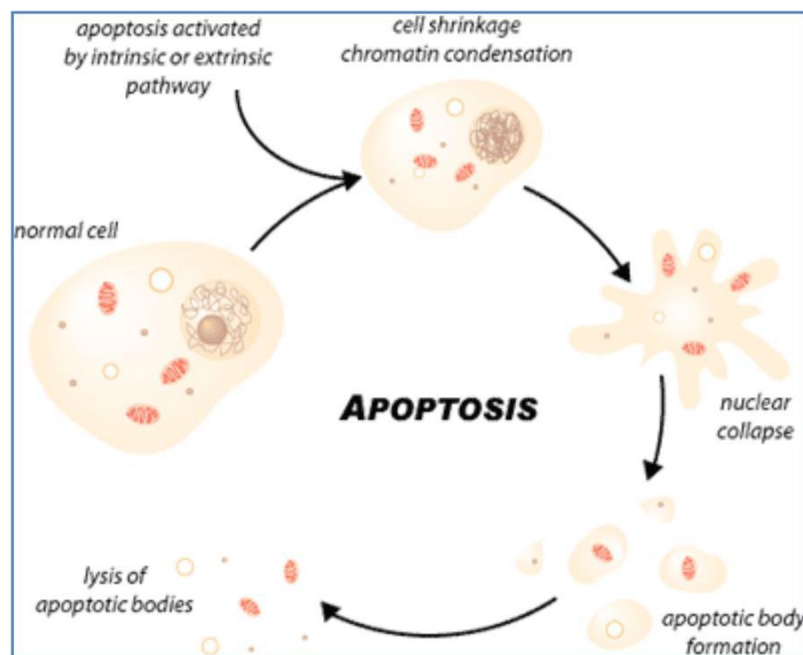 apoptosis activated
by intrinsic or extrinsic
pathway
cell shrinkage
chromatin condensation
normal cell
APOPTOSIS
nuclear
collapse
lysis of
apoptotic bodies
apoptotic body
formation